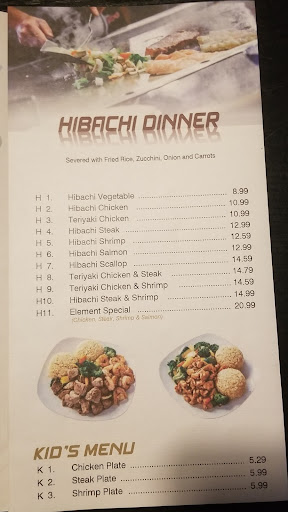 HIBACHI DINNER
Severed with Fried Rice, Zucchini, Onion and Carrots
H 1. Hibachi Vegetable 8.99
H 2. Hibachi Chicken 10.99
H 3. Teriyaki Chicken 10.99
H 4. Hibachi Steak 12.99
H 5. Hibachi Shrimp 12.59
H 6. Hibachi Salmon 12.99
H 7. Hibachi Scallop 14.59
H 8. Teriyaki Chicken & Steak 14.79
H 9. Teriyaki Chicken & Shrimp 14.59
H10. Hibachi Steak & Shrimp 14.99
H11. Element Special 20.99
(Chicken, Steak, Shrimp & Salmon)
KID'S MENU
K 1. Chicken Plate 5.29
K 2. Steak Plate 5.99
K 3. Shrimp Plate 5.99